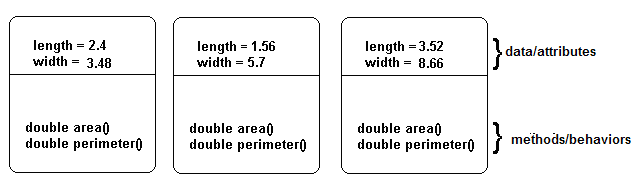 length = 2.4
width = 3.48
double area()
double perimeter()
length = 1.56
width = 5.7
double area()
double perimeter()
length = 3.52
width = 8.66
double area()
double perimeter()
data/attributes
methods/behaviors